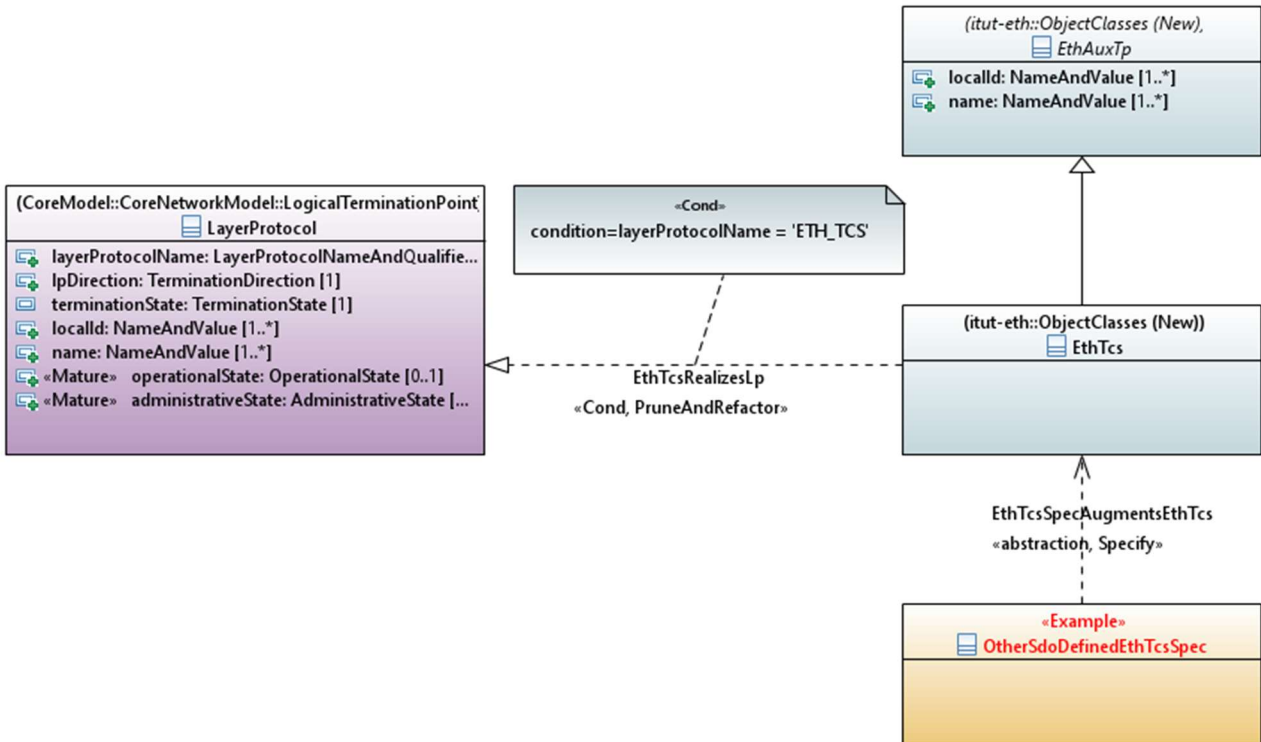 (itut-eth::ObjectClasses (New),
EthAuxTp
localId: NameAndValue [1..*]
name: NameAndValue [1..*]
(CoreModel::CoreNetworkModel::LogicalTerminationPoint)
LayerProtocol
layerProtocolName: LayerProtocolNameAndQualifie...
lpDirection: TerminationDirection [1]
terminationState: TerminationState [1]
localId: NameAndValue [1..*]
name: NameAndValue [1..*]
«Mature» operationalState: OperationalState [0..1]
«Mature» administrativeState: AdministrativeState [...
«Cond»
condition=layerProtocolName = 'ETH_TCS'
EthTcsRealizesLp
«Cond, PruneAndRefactor»
(itut-eth::ObjectClasses (New))
EthTcs
EthTcsSpecAugmentsEthTcs
«abstraction, Specify»
«Example»
OtherSdoDefinedEthTcsSpec